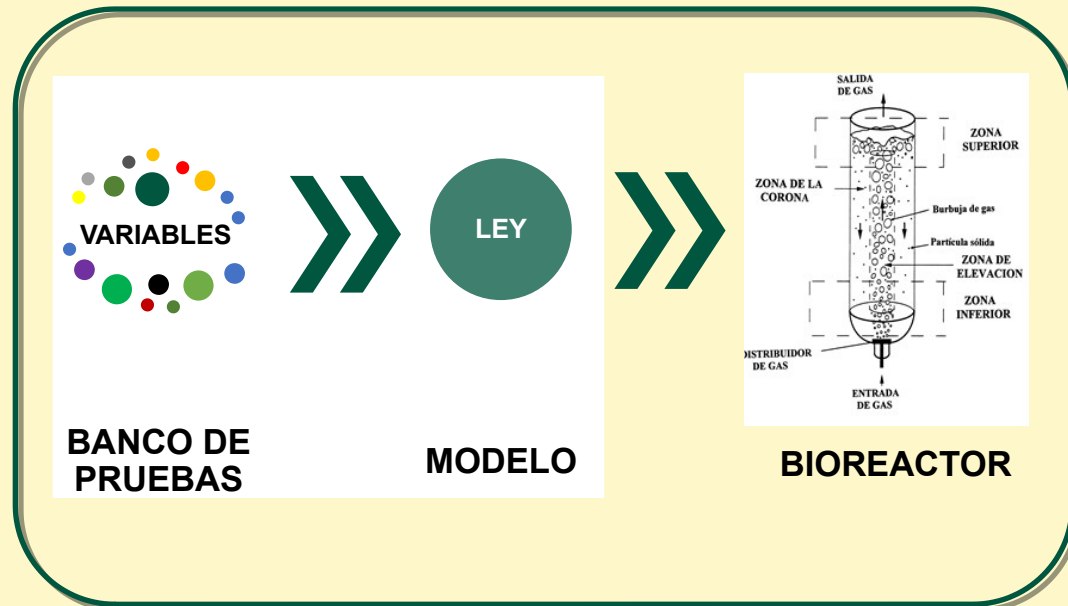 VARIABLES
BANCO DE
PRUEBAS
LEY
MODELO
SALIDA
DE GAS
ZONA
SUPERIOR
ZONA DE LA
CORONA
Burbuja de gas
Partícula sólida
ZONA DE
ELEVACION
ZONA
INFERIOR
DISTRIBUIDOR
DE GAS
ENTRADA
DE GAS
BIOREACTOR